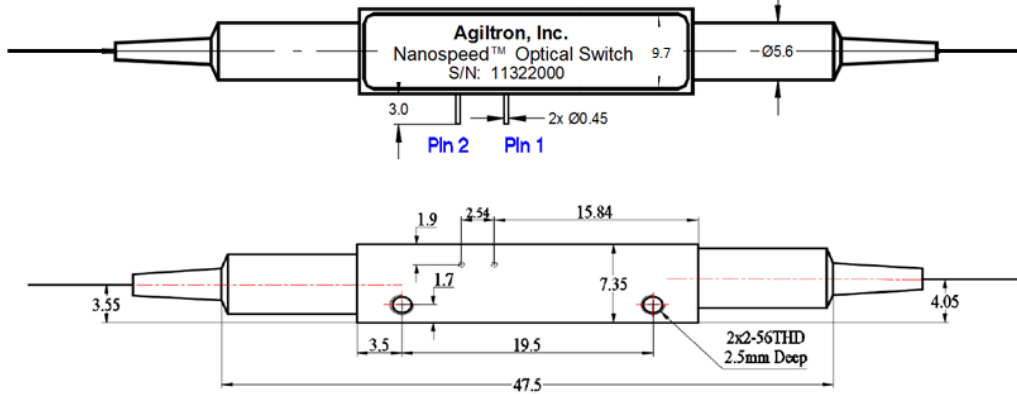 Agiltron, Inc.
Nanospeed™ Optical Switch
S/N: 11322000
9.7
Ø5.6
3.0
2x Ø0.45
PIn 2
PIn 1
1.9
2.54
15.84
1.7
7.35
3.55
4.05
3.5
19.5
2x2-56THD
2.5mm Deep
47.5